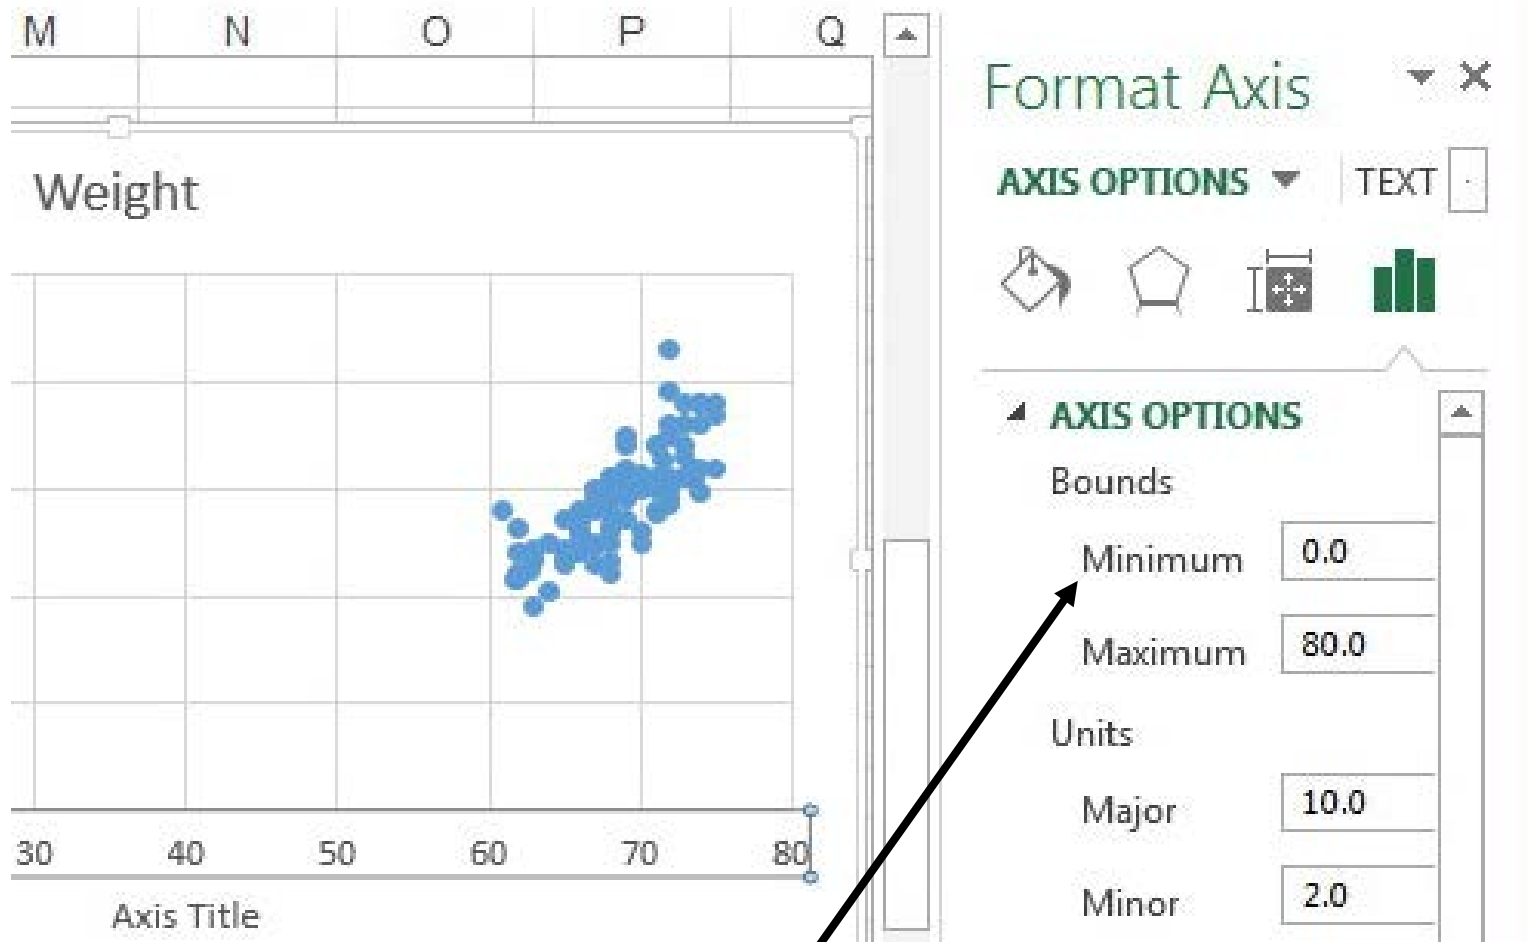 M N O P Q
Weight
30 40 50 60 70 80
Axis Title
Format Axis
AXIS OPTIONS TEXT
AXIS OPTIONS
Bounds
Minimum 0.0
Maximum 80.0
Units
Major 10.0
Minor 2.0